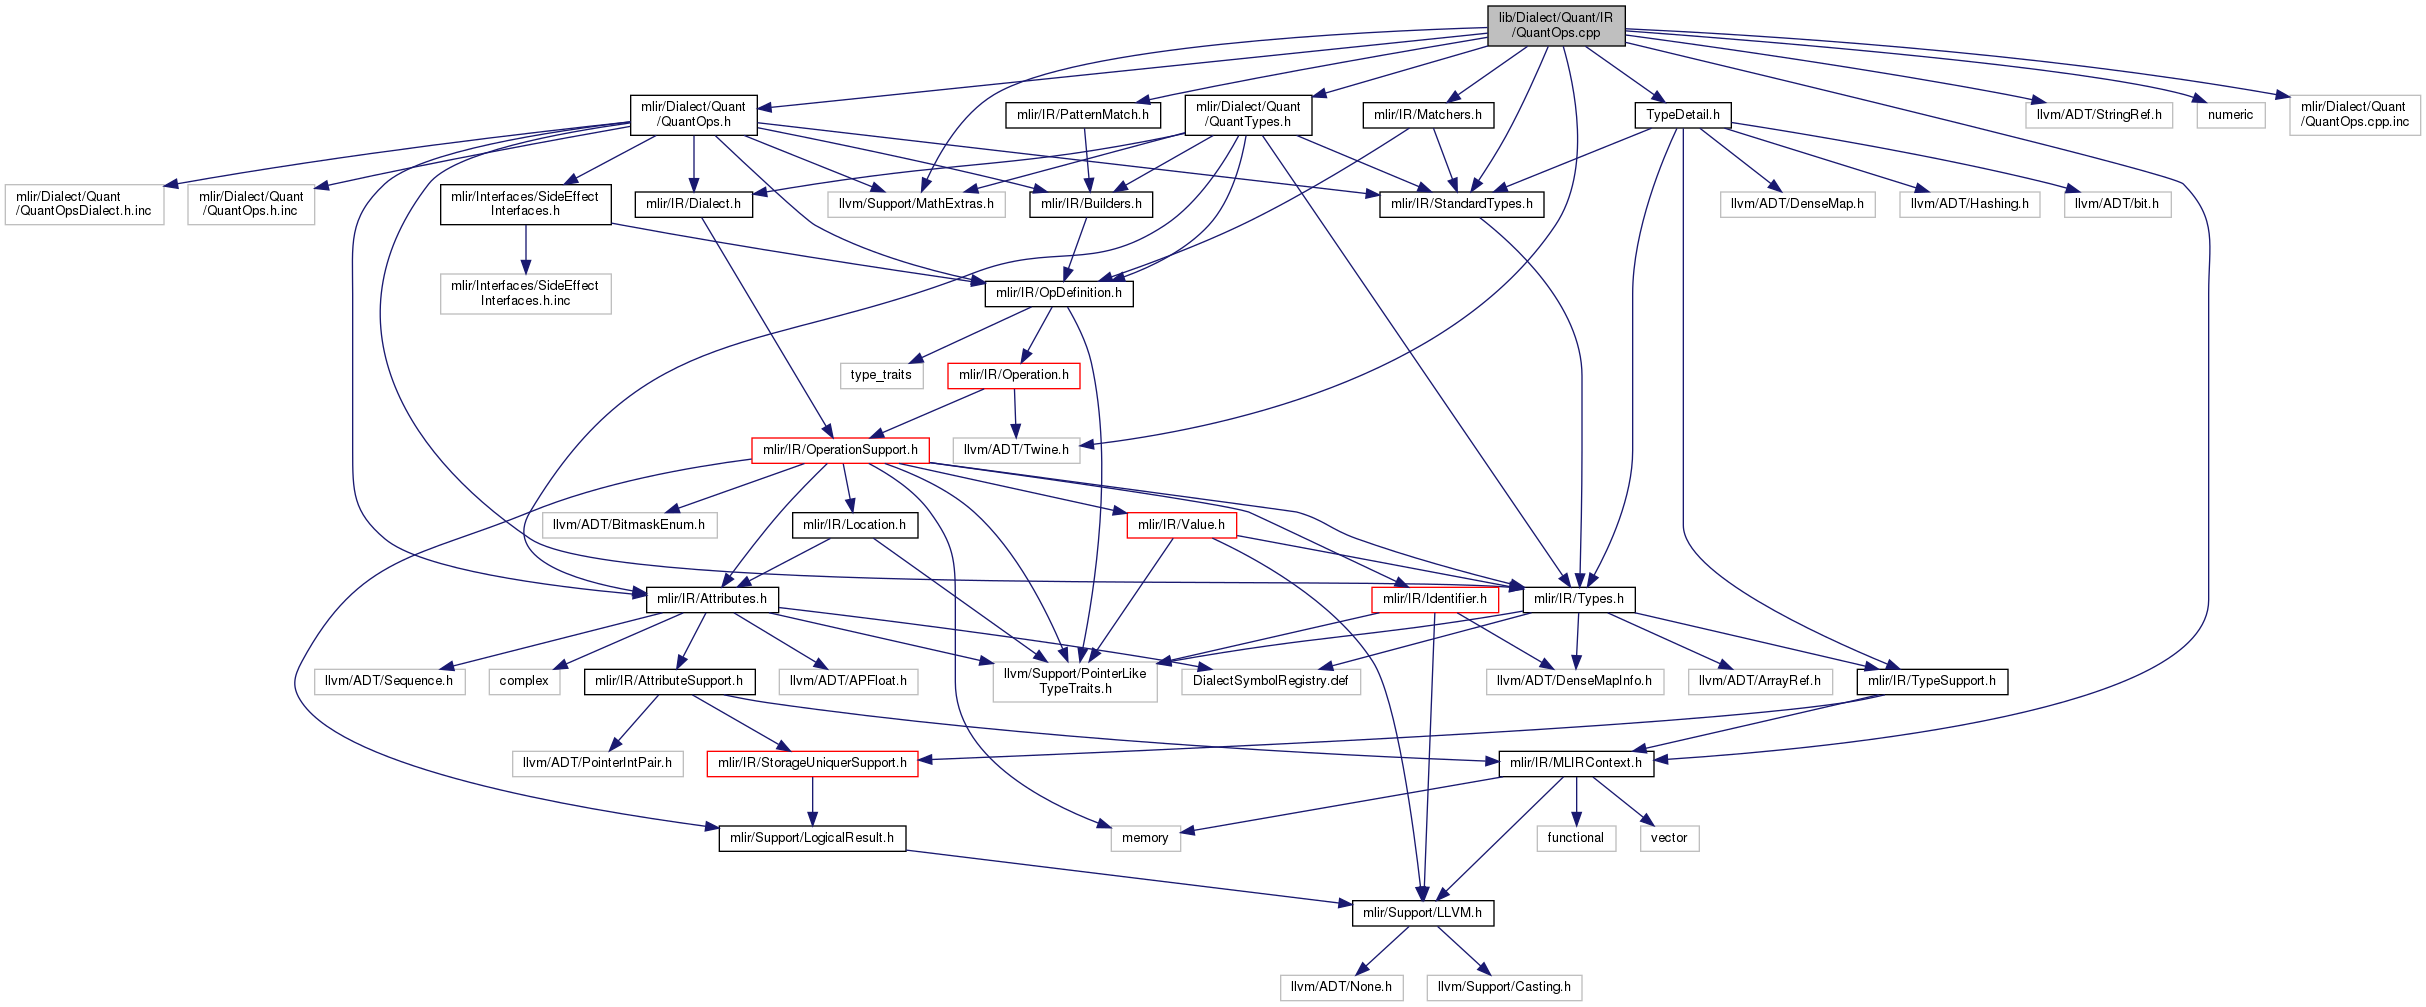 lib/Dialect/Quant/IR
/QuantOps.cpp
mlir/Dialect/Quant
/QuantOps.h
mlir/IR/PatternMatch.h
mlir/Dialect/Quant
/QuantTypes.h
mlir/IR/Matchers.h
TypeDetail.h
llvm/ADT/StringRef.h
numeric
mlir/Dialect/Quant
/QuantOps.cpp.inc
mlir/Dialect/Quant
/QuantOpsDialect.h.inc
mlir/Dialect/Quant
/QuantOps.h.inc
mlir/Interfaces/SideEffect
Interfaces.h
mlir/IR/Dialect.h
llvm/Support/MathExtras.h
mlir/IR/Builders.h
mlir/IR/StandardTypes.h
llvm/ADT/DenseMap.h
llvm/ADT/Hashing.h
llvm/ADT/bit.h
mlir/Interfaces/SideEffect
Interfaces.h.inc
mlir/IR/OpDefinition.h
type_traits
mlir/IR/Operation.h
mlir/IR/OperationSupport.h
llvm/ADT/Twine.h
llvm/ADT/BitmaskEnum.h
mlir/IR/Location.h
mlir/IR/Value.h
mlir/IR/Attributes.h
mlir/IR/Identifier.h
mlir/IR/Types.h
llvm/ADT/Sequence.h
complex
mlir/IR/AttributeSupport.h
llvm/ADT/APFloat.h
llvm/Support/PointerLike
TypeTraits.h
DialectSymbolRegistry.def
llvm/ADT/DenseMapInfo.h
llvm/ADT/ArrayRef.h
mlir/IR/TypeSupport.h
llvm/ADT/PointerIntPair.h
mlir/IR/StorageUniquerSupport.h
mlir/IR/MLIRContext.h
mlir/Support/LogicalResult.h
memory
functional
vector
mlir/Support/LLVM.h
llvm/ADT/None.h
llvm/Support/Casting.h